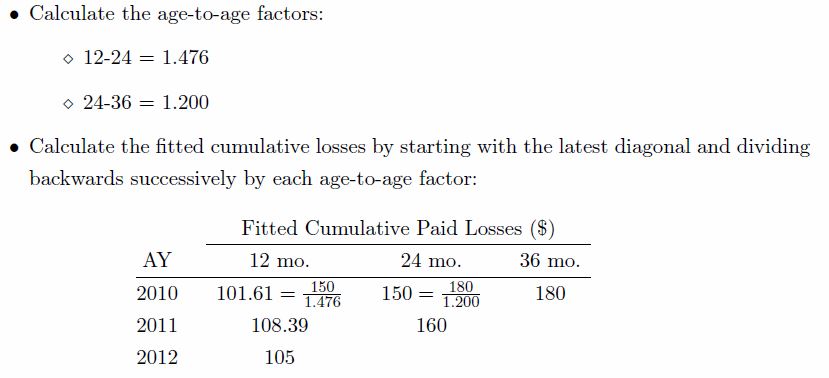 • Calculate the age-to-age factors:
⋄ 12-24 = 1.476
⋄ 24-36 = 1.200
• Calculate the fitted cumulative losses by starting with the latest diagonal and dividing
backwards successively by each age-to-age factor:
Fitted Cumulative Paid Losses ($)
AY 12 mo. 24 mo. 36 mo.
2010 101.61 = 150/1.476 150 = 180/1.200 180
2011 108.39 160
2012 105